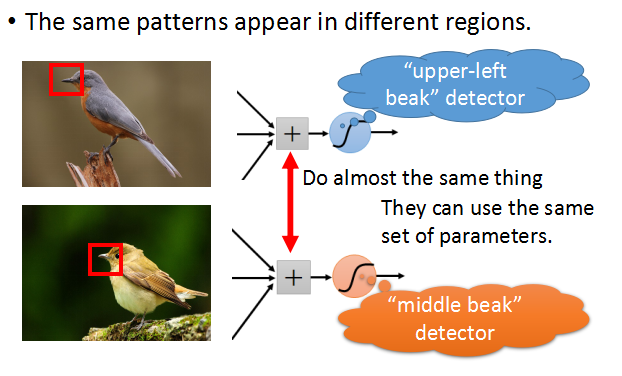 • The same patterns appear in different regions.
“upper-left
beak” detector
+
Do almost the same thing
They can use the same
set of parameters.
+
“middle beak”
detector